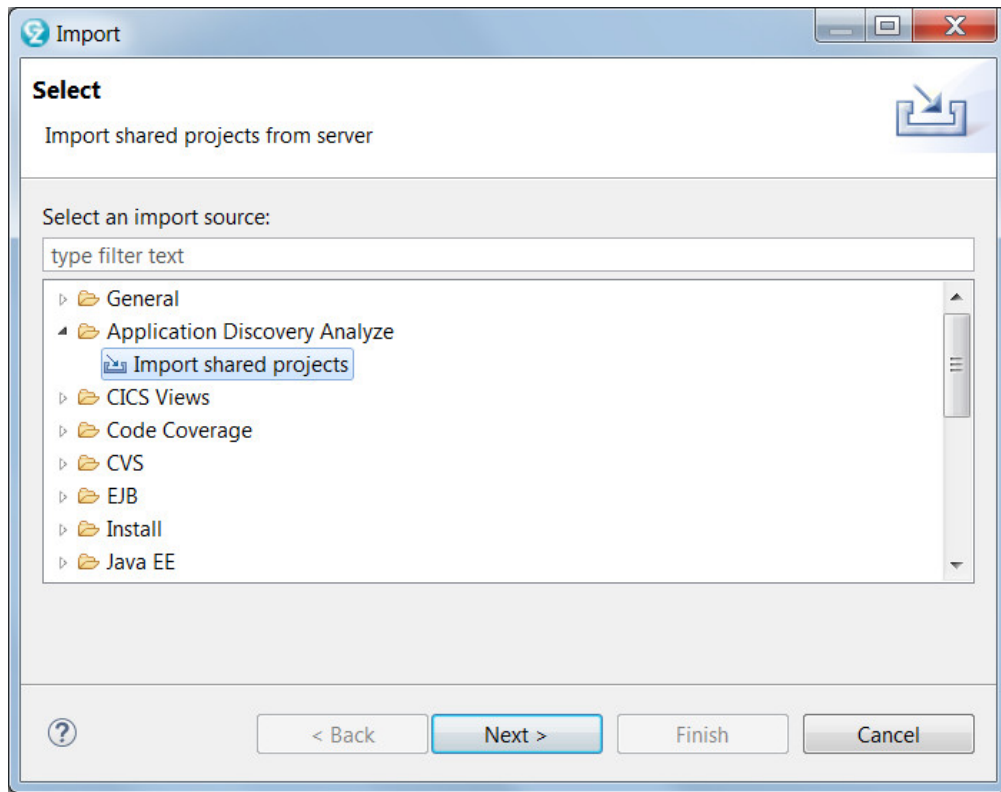 Import
Select
Import shared projects from server
Select an import source:
type filter text
General
Application Discovery Analyze
Import shared projects
CICS Views
Code Coverage
CVS
EJB
Install
Java EE
?
< Back
Next >
Finish
Cancel